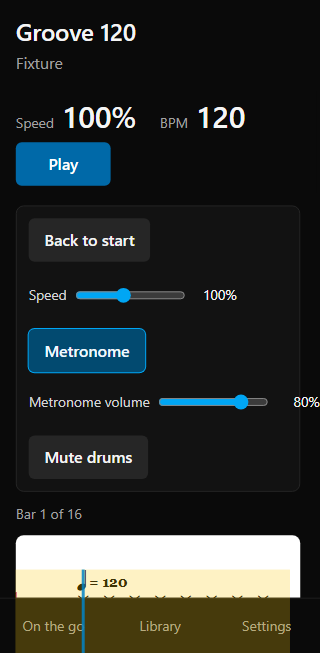 Groove 120
Fixture
Speed 100% BPM 120
Play
Back to start
Speed 100%
Metronome
Metronome volume 80%
Mute drums
Bar 1 of 16
= 120
On the go Library Settings